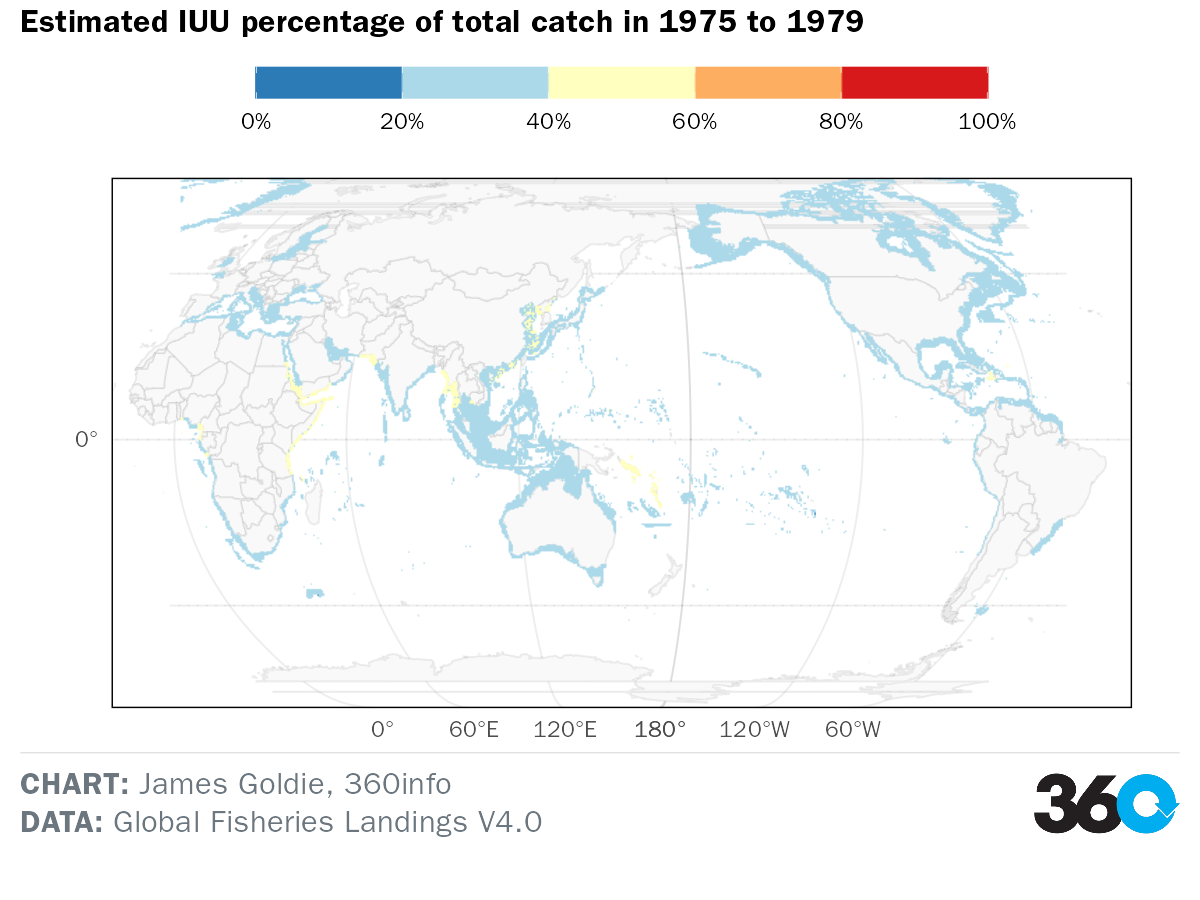 Estimated IUU percentage of total catch in 1975 to 1979
0% 20% 40% 60% 80% 100%
0°
0° 60°E 120°E 180° 120°W 60°W
CHART: James Goldie, 360info
DATA: Global Fisheries Landings V4.0
360